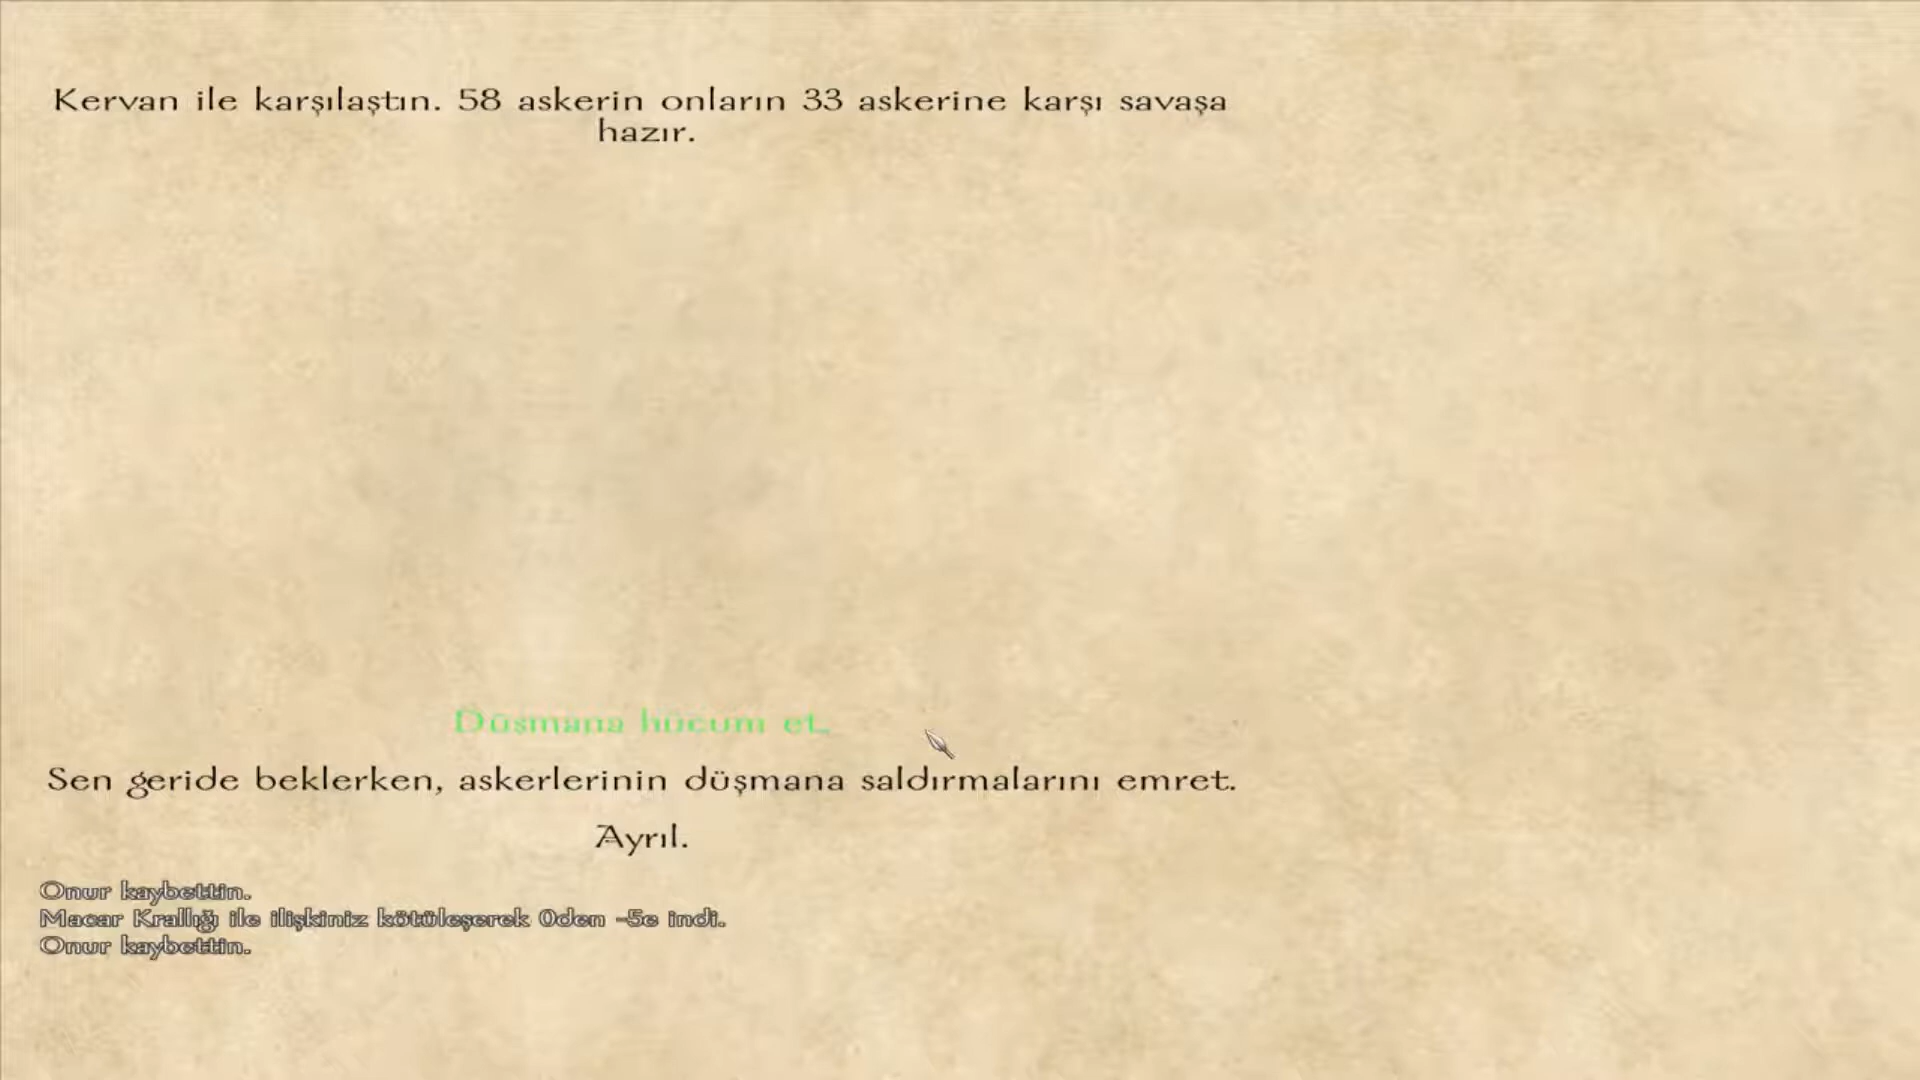 Kervan ile karşılaştın. 58 askerin onların 33 askerine karşı savaşa
hazır.
Düşmana hücum et.
Sen geride beklerken, askerlerinin düşmana saldırmalarını emret.
Ayrıl.
Onur kaybettin.
Macar Krallığı ile ilişkiniz kötüleşerek 0den -5e indi.
Onur kaybettin.